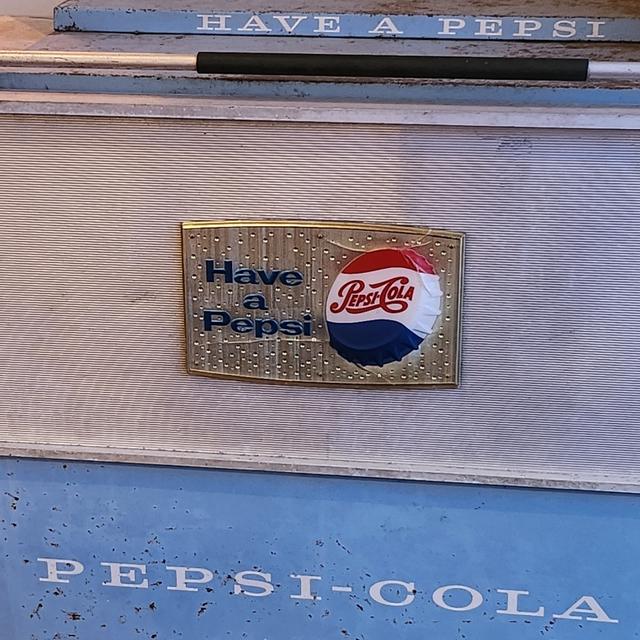 HAVE A PEPSI
Have
a
Pepsi
PEPSI-COLA
PEPSI-COLA